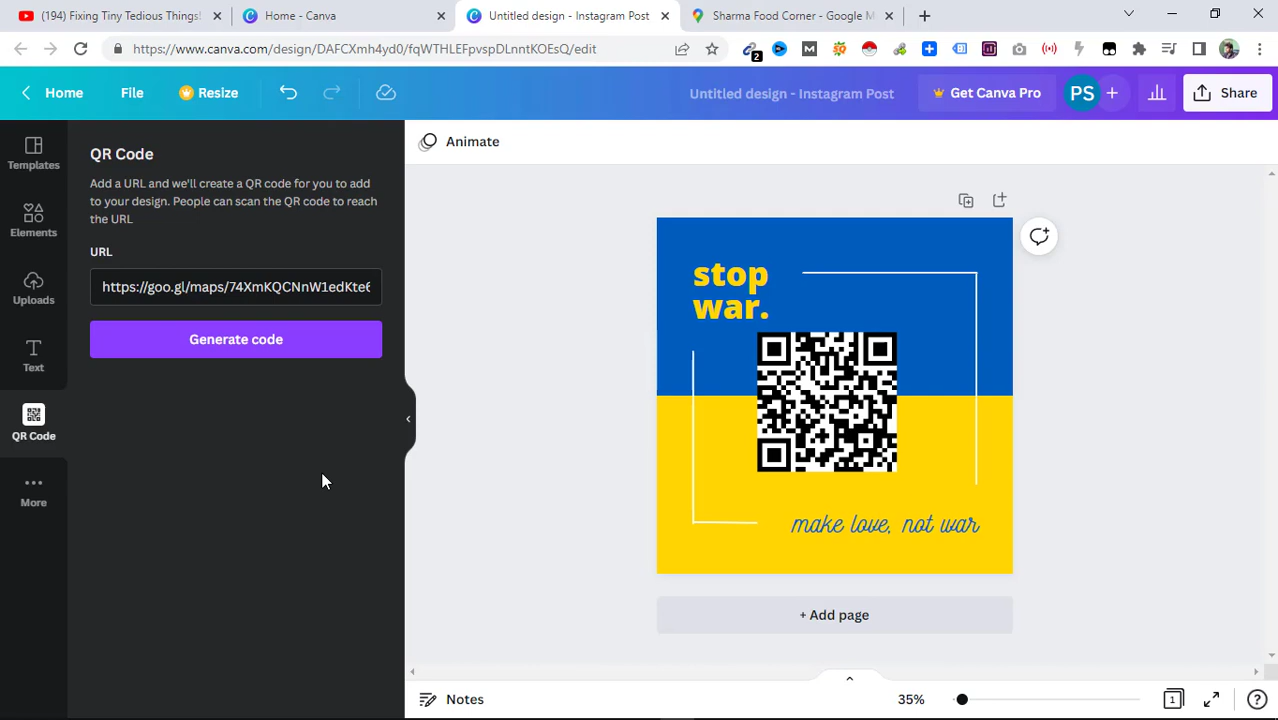 (194) Fixing Tiny Tedious Things!
Home - Canva
Untitled design - Instagram Post
Sharma Food Corner - Google M
https://www.canva.com/design/DAFCXmh4yd0/fqWTHLEFpvspDLnntKOEsQ/edit
2
Home
File
Resize
Untitled design - Instagram Post
Get Canva Pro
PS
Share
Templates
Elements
Uploads
Text
QR Code
More
QR Code
Add a URL and we'll create a QR code for you to add
to your design. People can scan the QR code to reach
the URL
URL
https://goo.gl/maps/74XmKQCNnW1edKte6
Generate code
Animate
stop
war.
make love, not war
+ Add page
Notes
35%
1